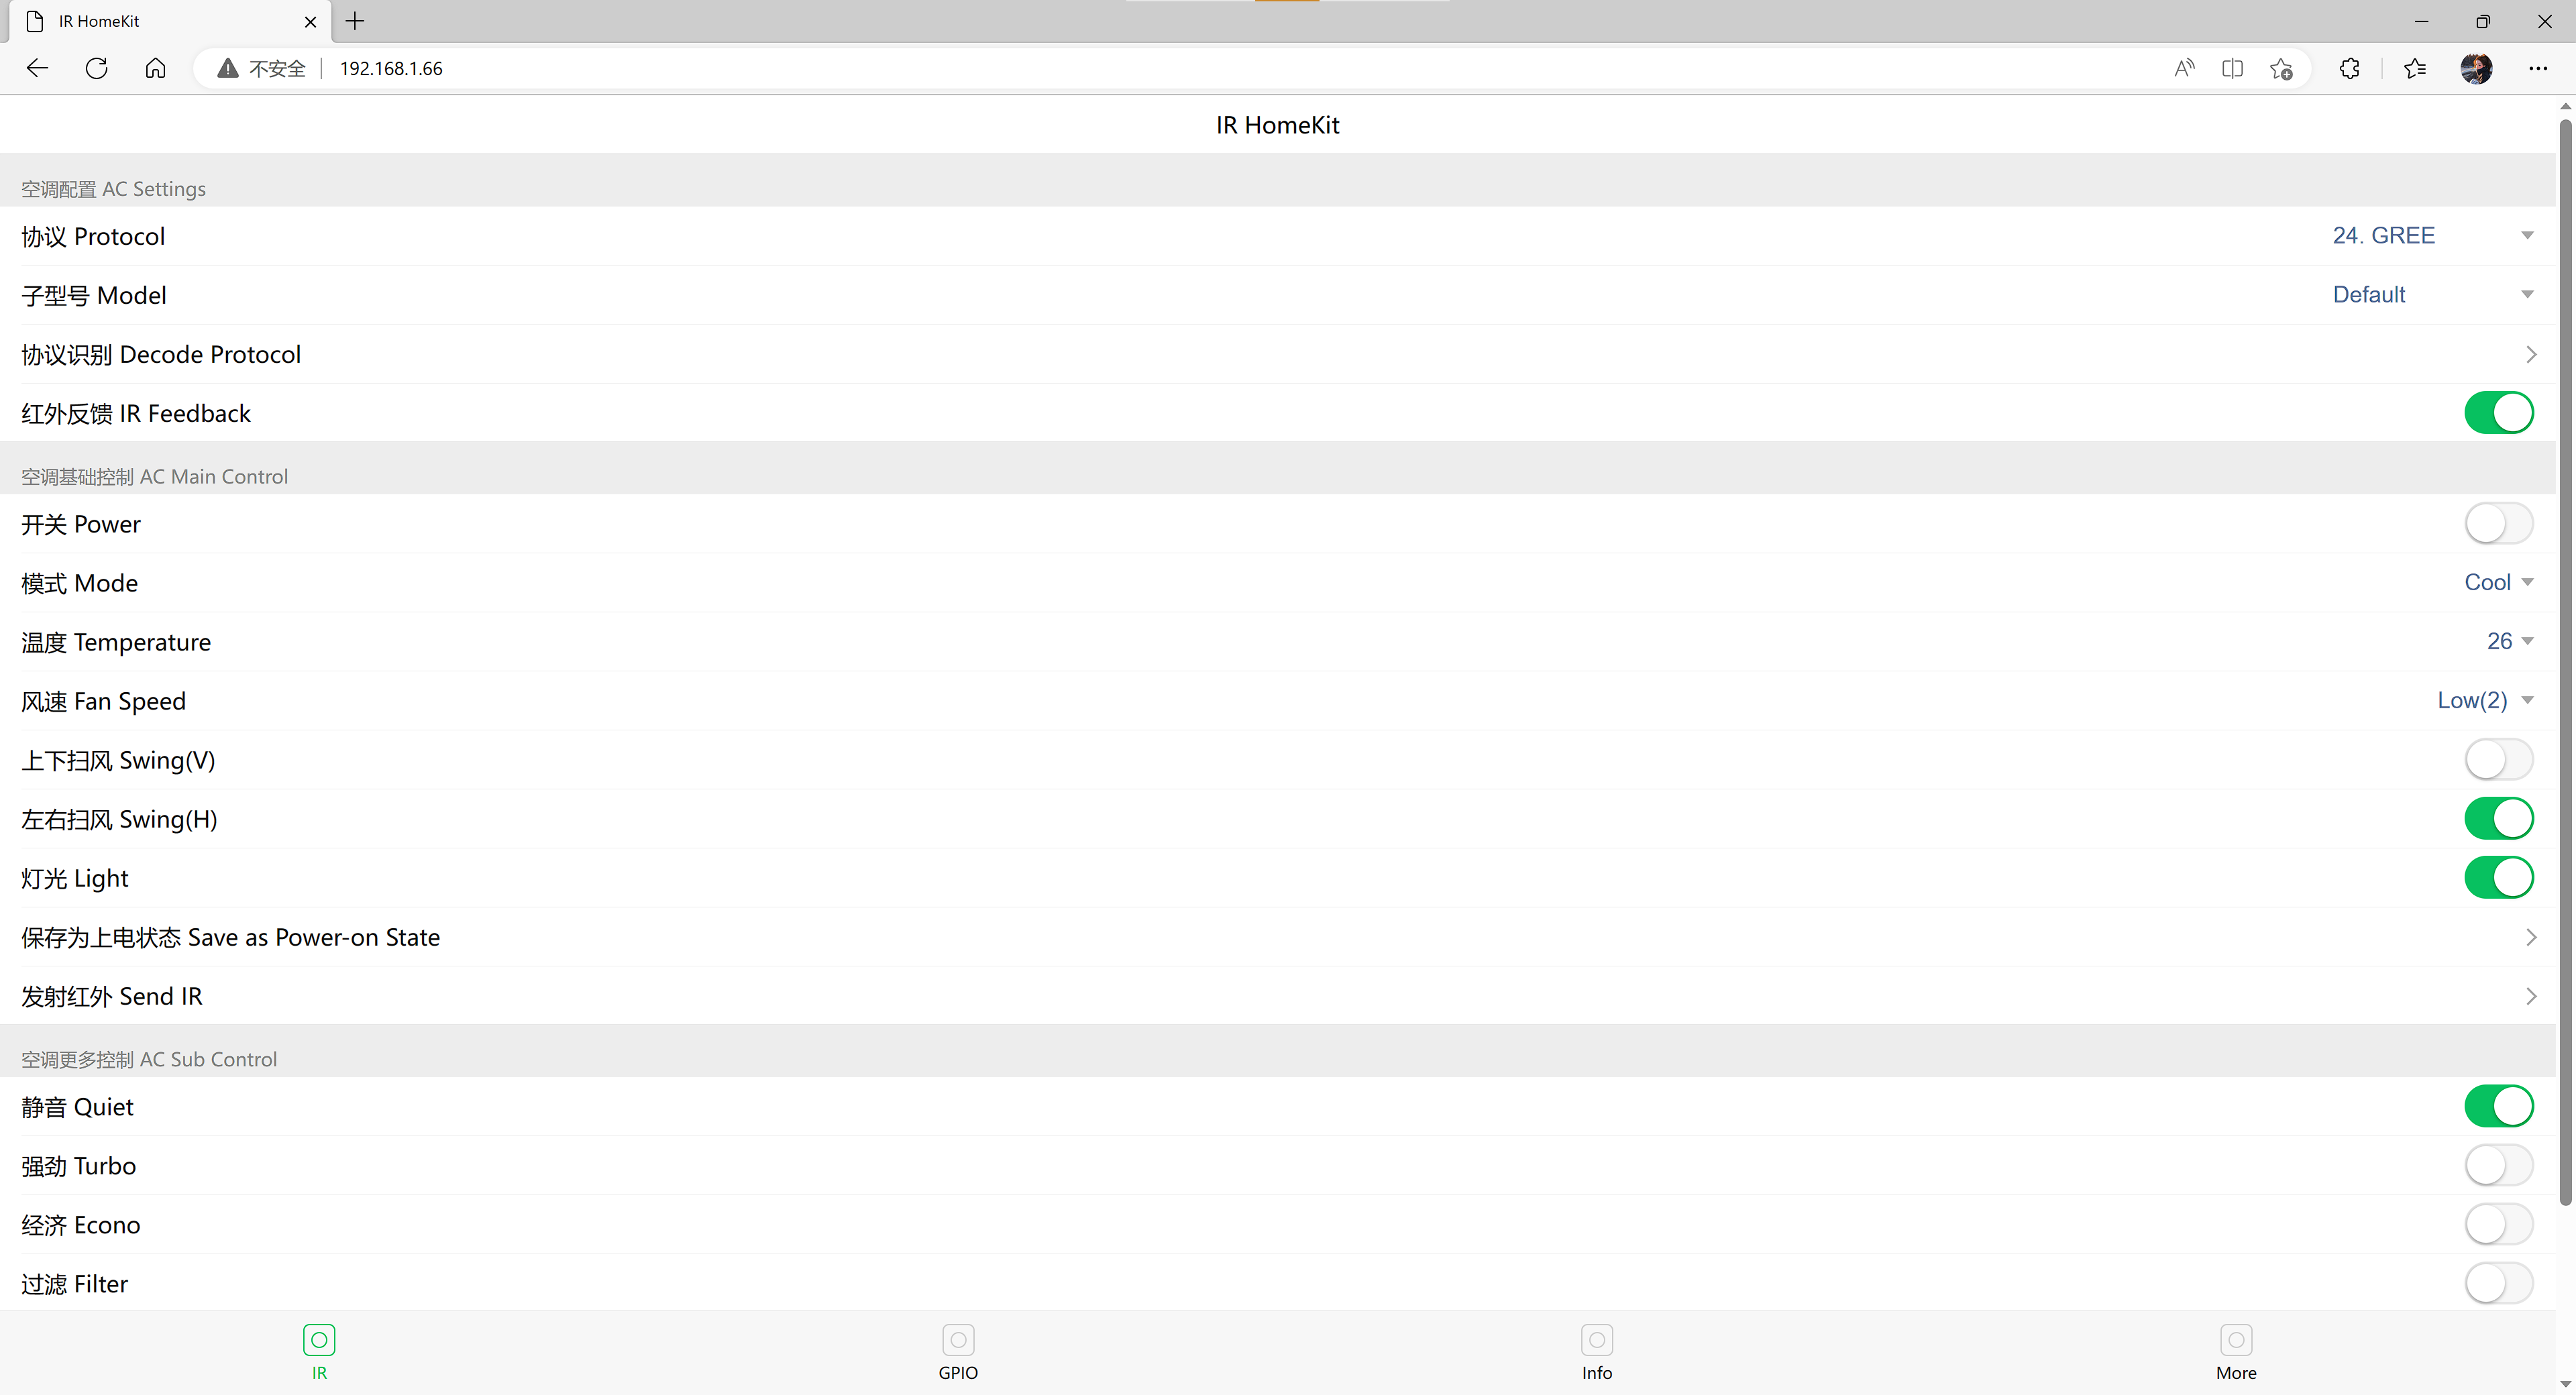 IR HomeKit
不安全
192.168.1.66
IR HomeKit
空调配置 AC Settings
协议 Protocol
24. GREE
子型号 Model
Default
协议识别 Decode Protocol
红外反馈 IR Feedback
空调基础控制 AC Main Control
开关 Power
模式 Mode
Cool
温度 Temperature
26
风速 Fan Speed
Low(2)
上下扫风 Swing(V)
左右扫风 Swing(H)
灯光 Light
保存为上电状态 Save as Power-on State
发射红外 Send IR
空调更多控制 AC Sub Control
静音 Quiet
强劲 Turbo
经济 Econo
过滤 Filter
IR
GPIO
Info
More